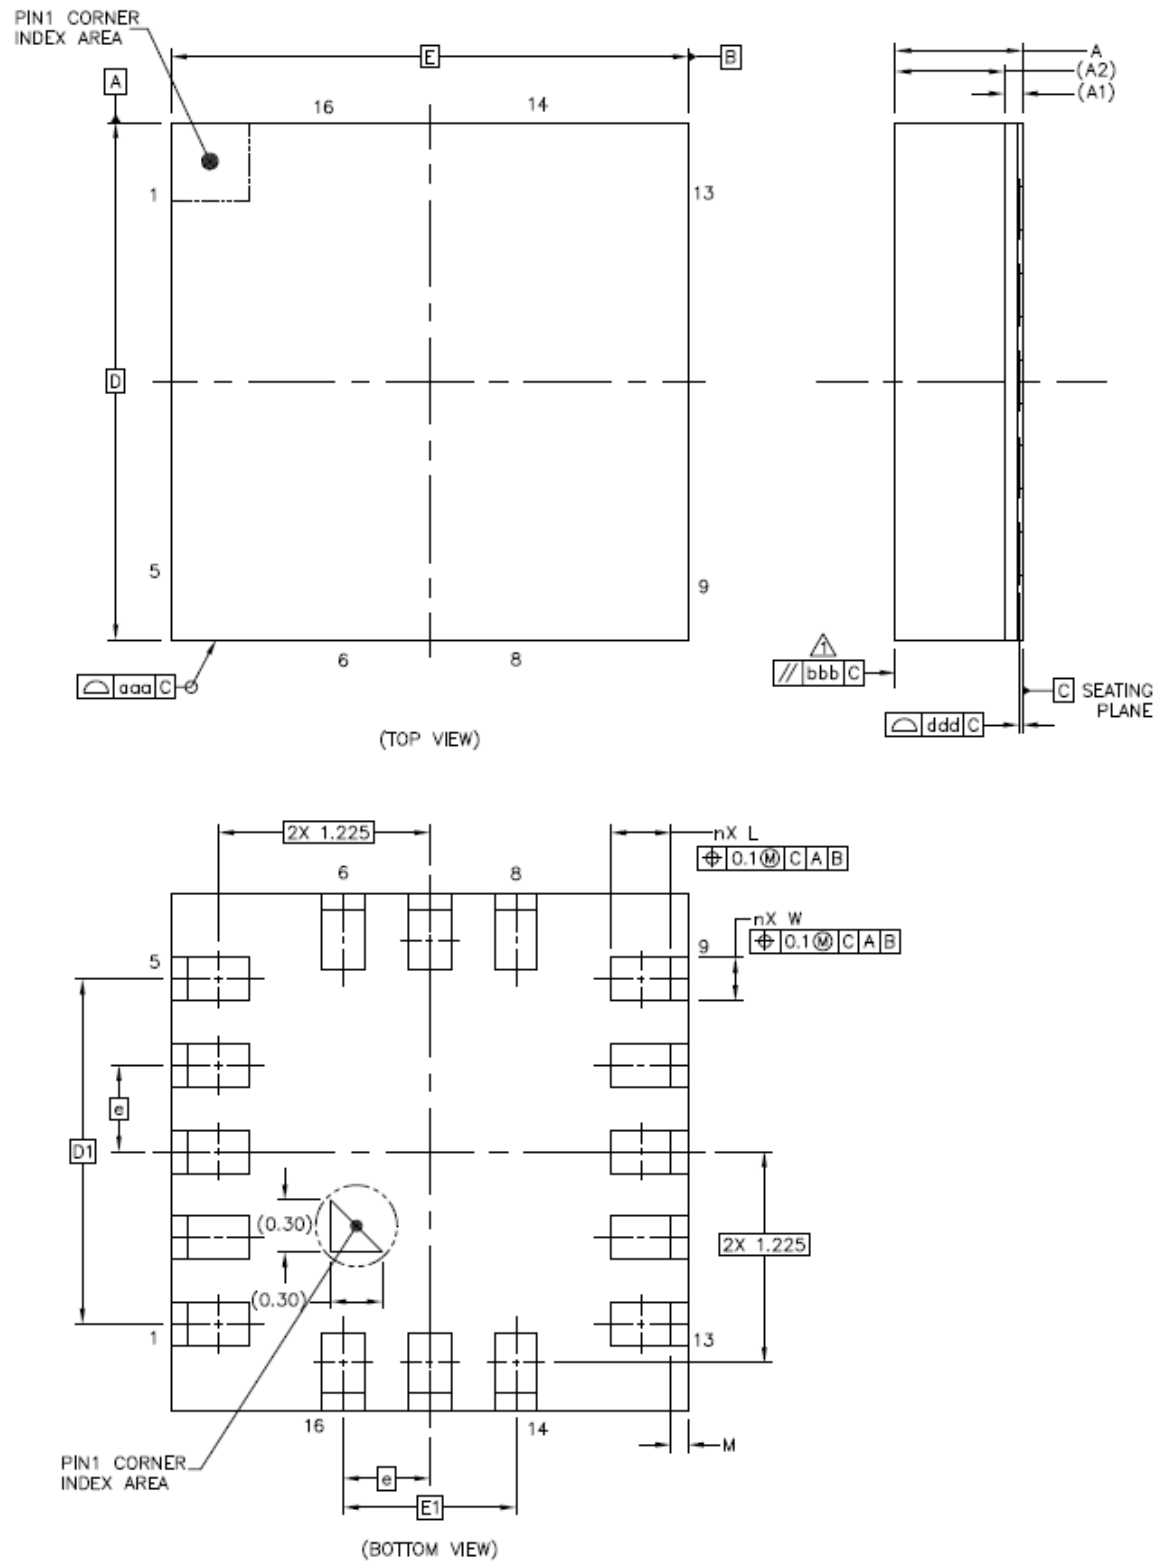 PIN1 CORNER
INDEX AREA
E
B
A
A
(A2)
(A1)
16
14
1
13
D
5
9
6
8
aaa C
(TOP VIEW)
1
// bbb C
C SEATING
PLANE
ddd C
2X 1.225
nX L
⌖ 0.1Ⓜ C A B
6
8
nX W
⌖ 0.1Ⓜ C A B
5
9
e
D1
(0.30)
(0.30)
2X 1.225
1
13
16
14
M
PIN1 CORNER
INDEX AREA
e
E1
(BOTTOM VIEW)